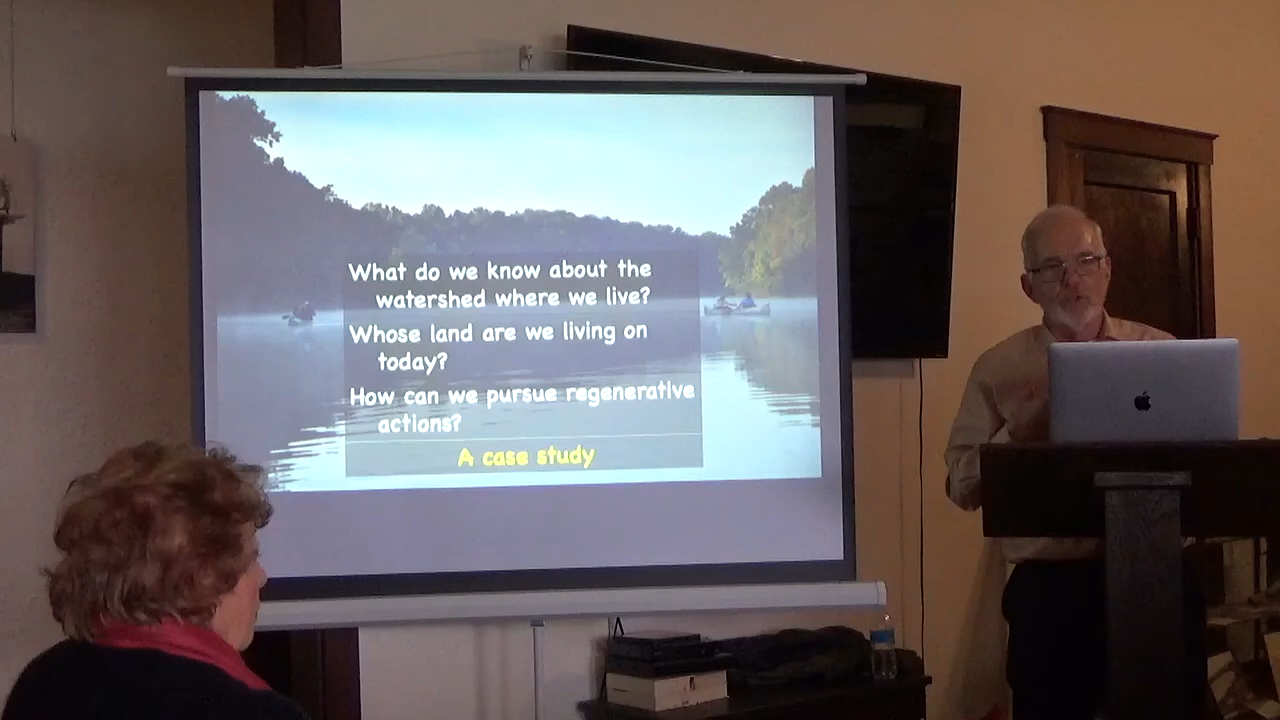 What do we know about the
watershed where we live?
Whose land are we living on
today?
How can we pursue regenerative
actions?
A case study